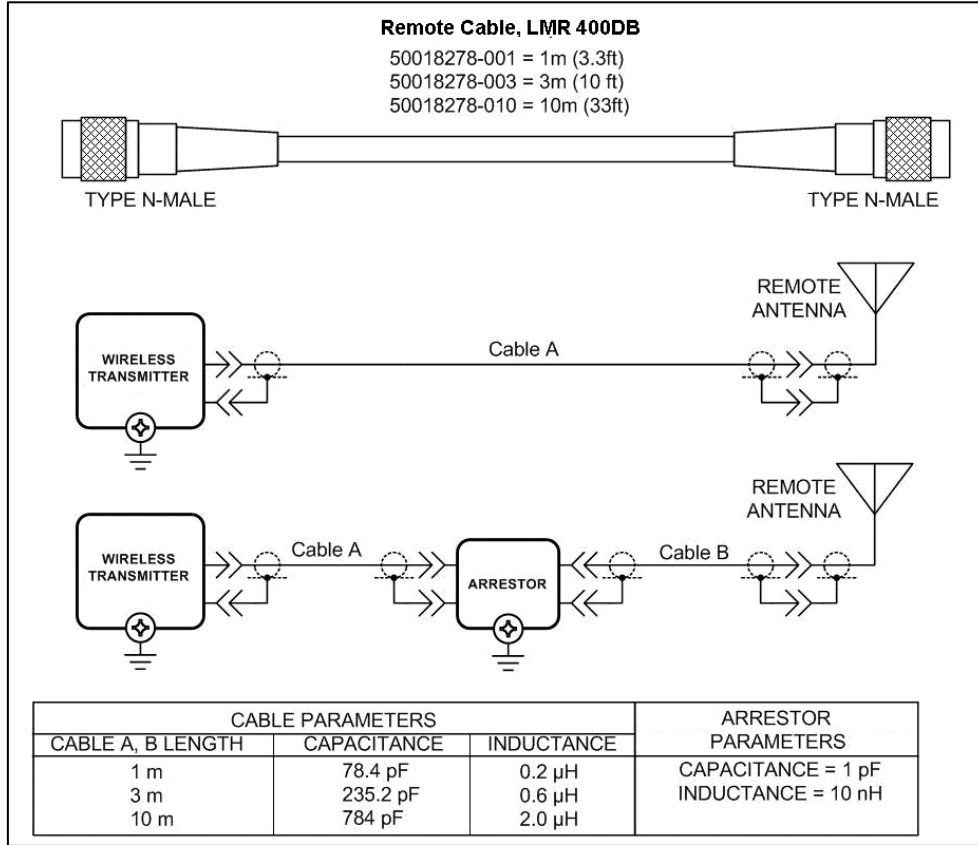 Remote Cable, LMR 400DB
50018278-001 = 1m (3.3ft)
50018278-003 = 3m (10 ft)
50018278-010 = 10m (33ft)
TYPE N-MALE
TYPE N-MALE
REMOTE
ANTENNA
WIRELESS
TRANSMITTER
Cable A
REMOTE
ANTENNA
WIRELESS
TRANSMITTER
Cable A
ARRESTOR
Cable B
CABLE PARAMETERS
ARRESTOR
PARAMETERS
CABLE A, B LENGTH CAPACITANCE INDUCTANCE
1 m 78.4 pF 0.2 µH CAPACITANCE = 1 pF
3 m 235.2 pF 0.6 µH INDUCTANCE = 10 nH
10 m 784 pF 2.0 µH